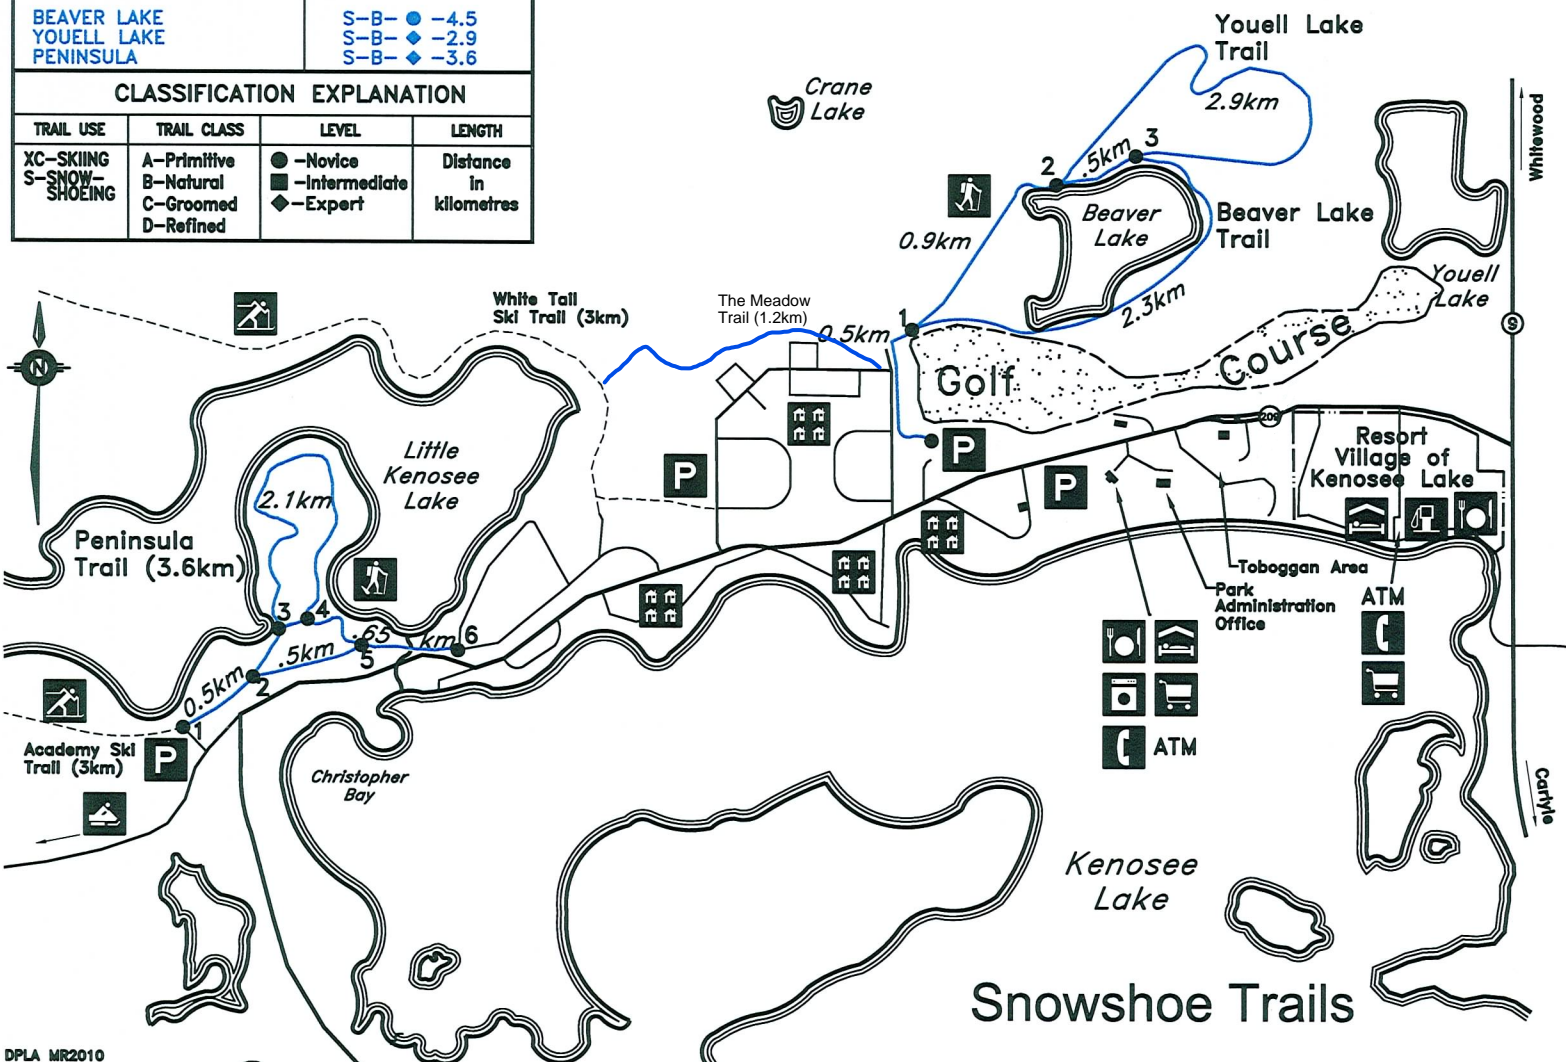 BEAVER LAKE S-B- ● -4.5
YOUELL LAKE S-B- ◆ -2.9
PENINSULA S-B- ◆ -3.6
CLASSIFICATION EXPLANATION
TRAIL USE TRAIL CLASS LEVEL LENGTH
XC-SKIING A-Primitive ● -Novice Distance
S-SNOW- B-Natural ■ -Intermediate in
SHOEING C-Groomed ◆ -Expert kilometres
D-Refined
Crane
Lake
Youell Lake
Trail
2.9km
Whitewood
2
.5km
3
Beaver
Lake
Beaver Lake
Trail
0.9km
2.3km
Youell
Lake
White Tail
Ski Trail (3km)
The Meadow
Trail (1.2km)
0.5km
1
9
N
Golf
Course
209
Little
Kenosee
Lake
P
P
P
Resort
Village of
Kenosee Lake
2.1km
Peninsula
Trail (3.6km)
Toboggan Area
Park
Administration
Office
ATM
3
4
.65 km
6
.5km
5
2
0.5km
1
Academy Ski
Trail (3km)
P
ATM
Christopher
Bay
Carlyle
Kenosee
Lake
Snowshoe Trails
DPLA MR2010